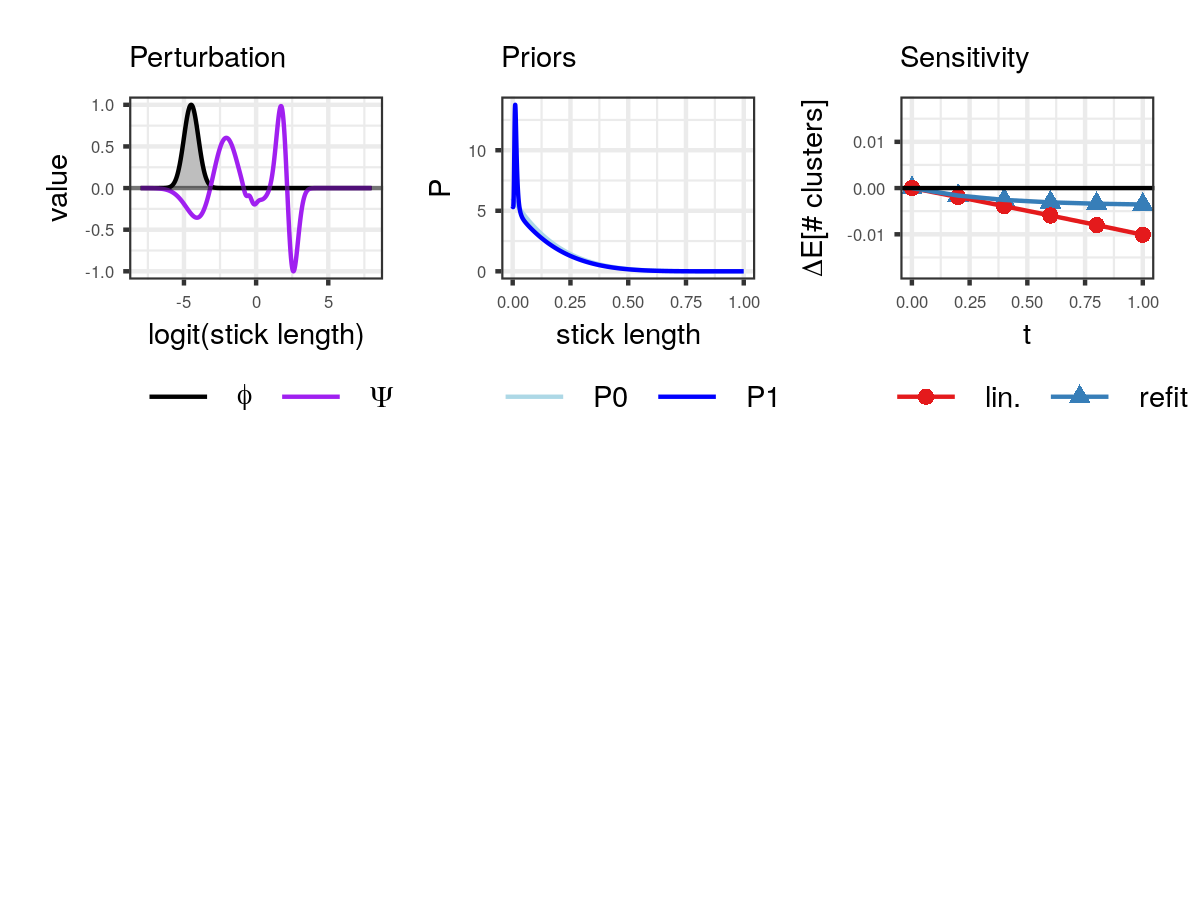 Perturbation
value
1.0
0.5
0.0
-0.5
-1.0
-5 0 5
logit(stick length)
ϕ Ψ
Priors
P
10
5
0
0.00 0.25 0.50 0.75 1.00
stick length
P0 P1
Sensitivity
ΔE[# clusters]
0.01
0.00
-0.01
0.00 0.25 0.50 0.75 1.00
t
lin. refit